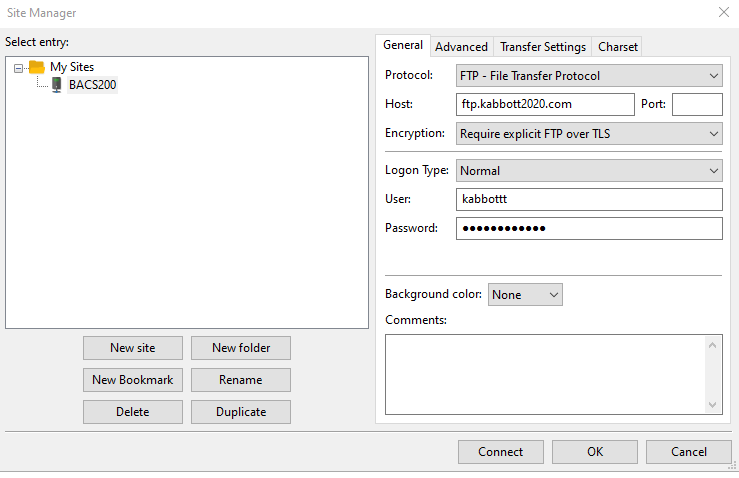 Site Manager
Select entry:
My Sites
BACS200
New site
New folder
New Bookmark
Rename
Delete
Duplicate
General
Advanced
Transfer Settings
Charset
Protocol:
FTP - File Transfer Protocol
Host:
ftp.kabbott2020.com
Port:
Encryption:
Require explicit FTP over TLS
Logon Type:
Normal
User:
kabbottt
Password:
●●●●●●●●●●●●
Background color:
None
Comments:
Connect
OK
Cancel